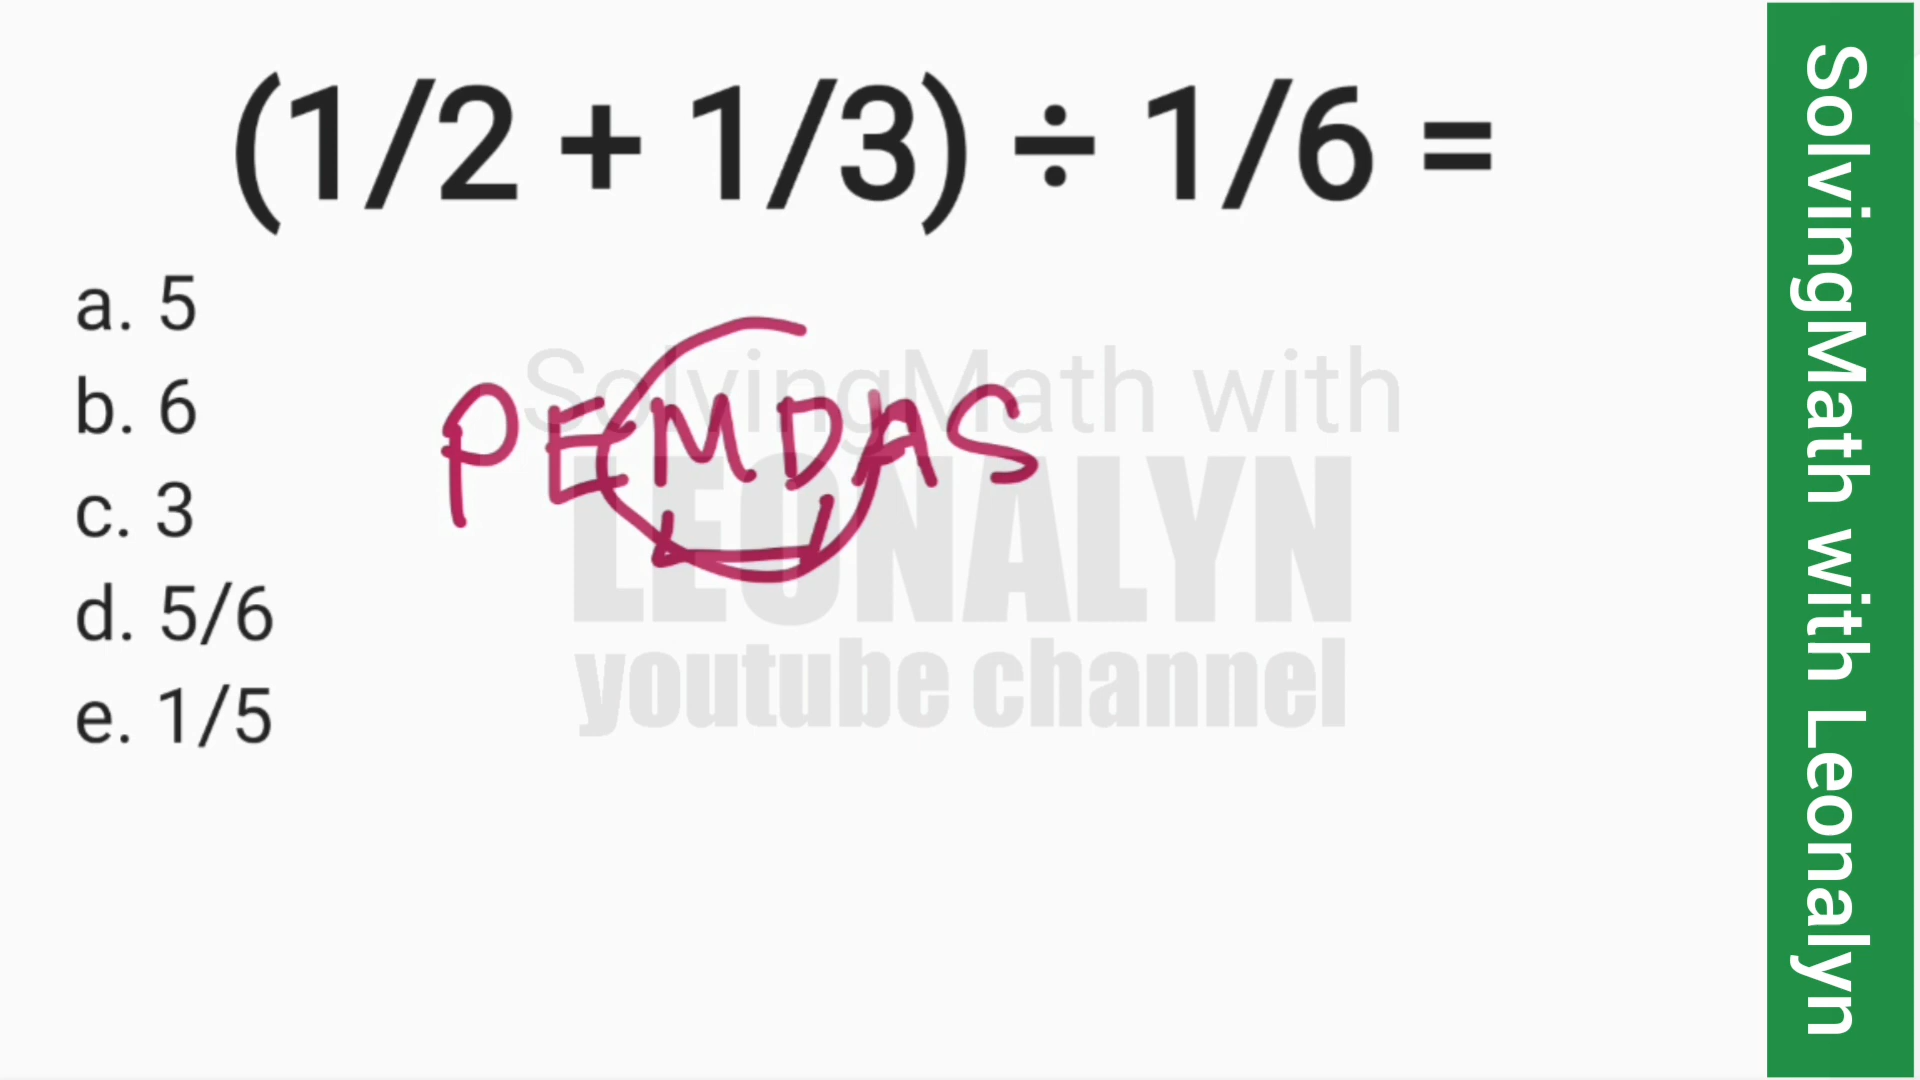 (1/2 + 1/3) ÷ 1/6 =
a. 5
b. 6
c. 3
d. 5/6
e. 1/5
PEMDAS
SolvingMath with
LEONALYN
youtube channel
SolvingMath with Leonalyn